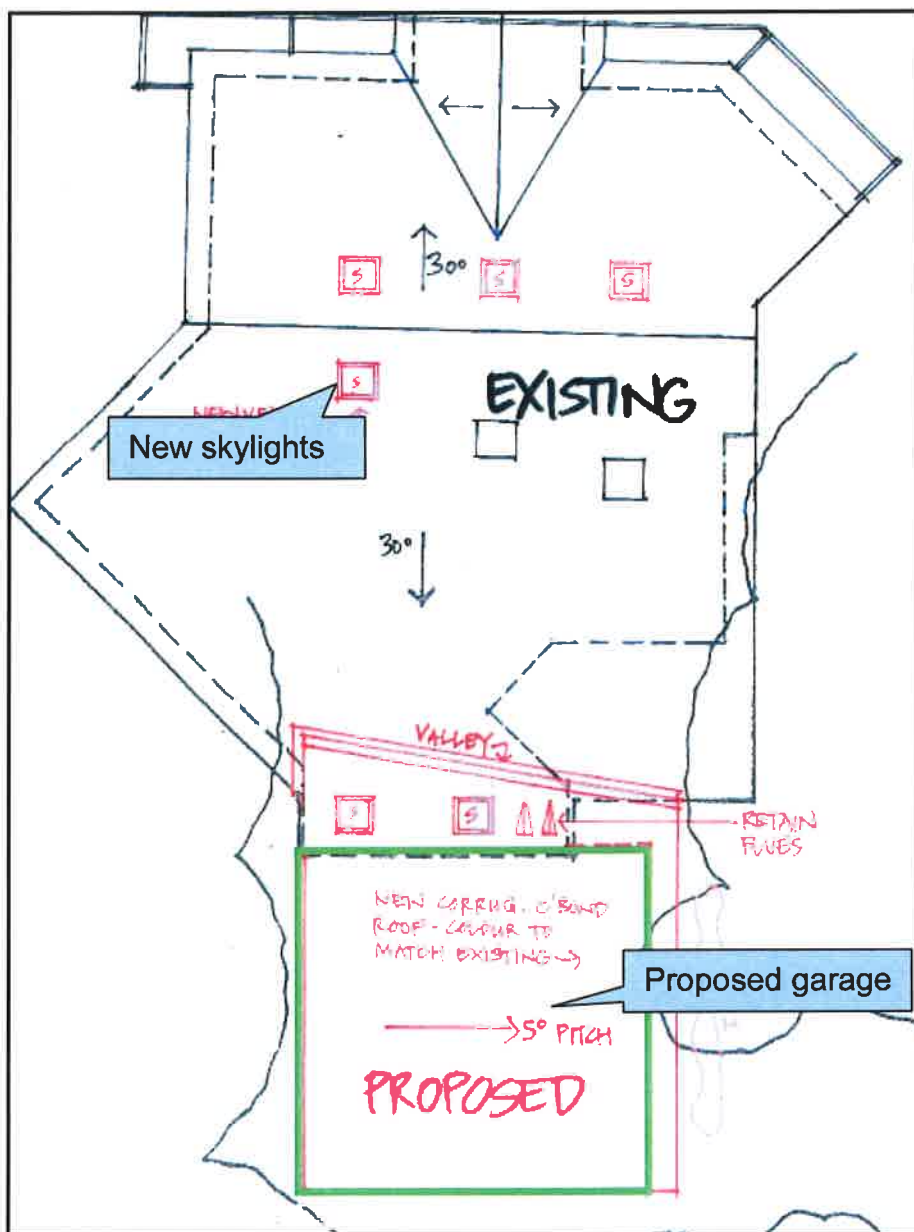 S
30°
S
S
S
EXISTING
New skylights
30°
VALLEY
S
S
RETAIN
FLUES
NEW CORRUG. C'BOND
ROOF - COLOUR TO
MATCH EXISTING
Proposed garage
5° PITCH
PROPOSED